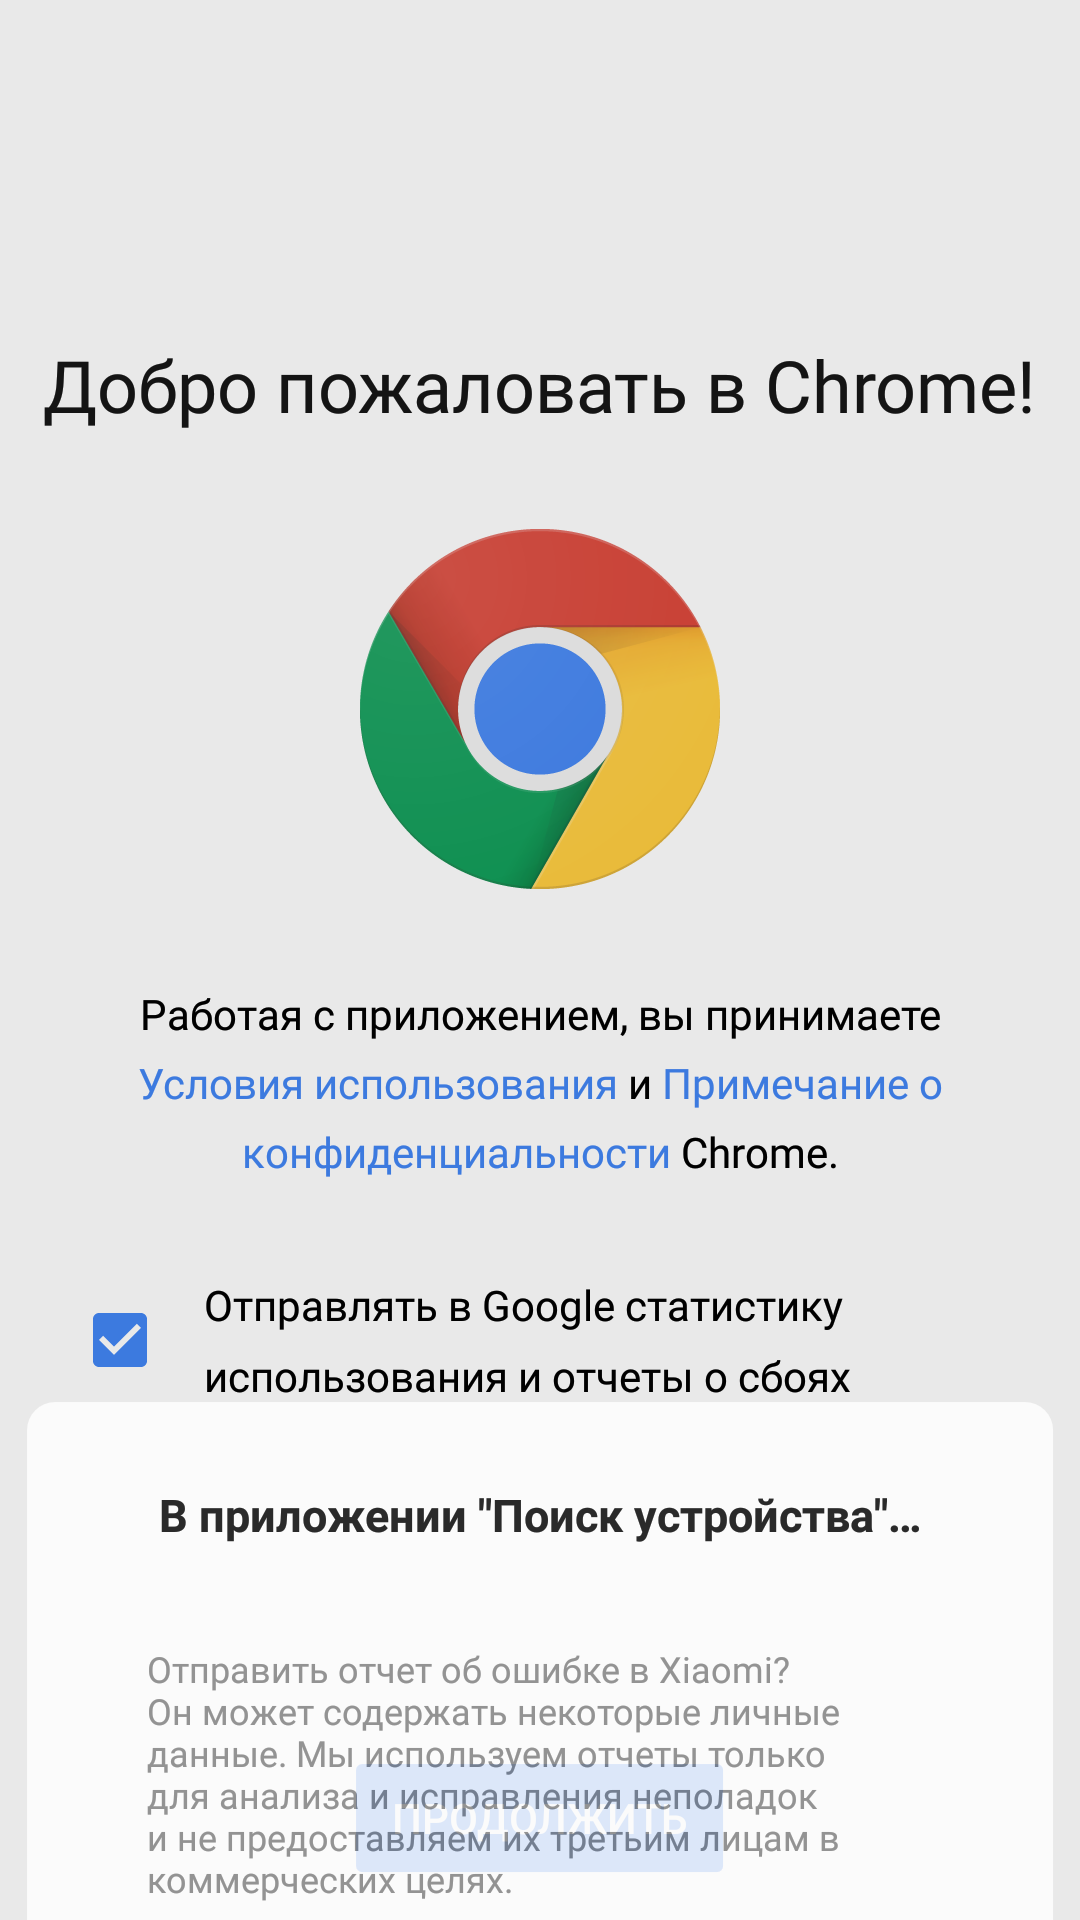 Добро пожаловать в Chrome!
Работая с приложением, вы принимаете
Условия использования и Примечание о
конфиденциальности Chrome.
Отправлять в Google статистику
использования и отчеты о сбоях
В приложении "Поиск устройства"...
Отправить отчет об ошибке в Xiaomi?
Он может содержать некоторые личные
данные. Мы используем отчеты только
для анализа и исправления неполадок
ПРОДОЛЖИТЬ
и не предоставляем их третьим лицам в
коммерческих целях.